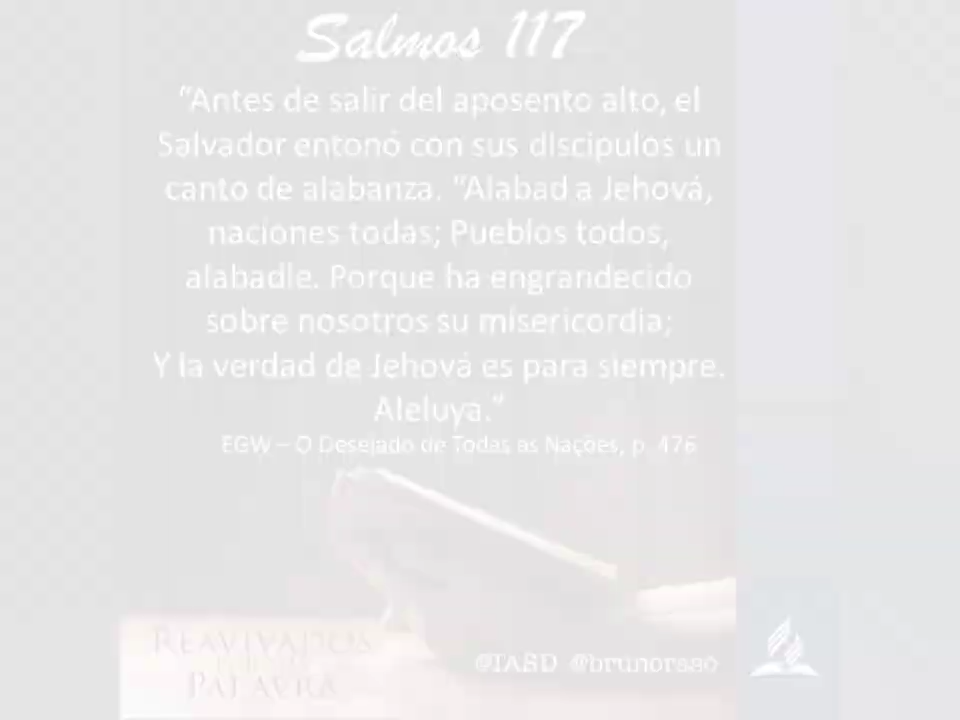 Salmos 117
"Antes de salir del aposento alto, el
Salvador entonó con sus discípulos un
canto de alabanza. "Alabad a Jehová,
naciones todas; Pueblos todos,
alabadle. Porque ha engrandecido
sobre nosotros su misericordia;
Y la verdad de Jehová es para siempre.
Aleluya."
EGW – O Desejado de Todas as Nações, p. 476
REAVIVADOS
PALAVRA
@IASD @brunoraso